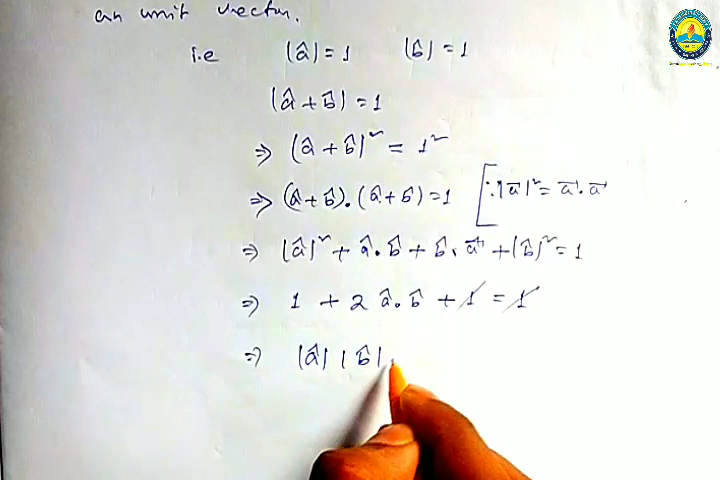 an unit vector.
i.e |â| = 1 |b̂| = 1
|â + b̂| = 1
⇒ |â + b̂|² = 1²
⇒ (â + b̂) · (â + b̂) = 1 [∵ |a⃗|² = a⃗ · a⃗
⇒ |â|² + â · b̂ + b̂ · a⃗ + |b̂|² = 1
⇒ 1 + 2 â · b̂ + 1 = 1
⇒ |â| |b̂|